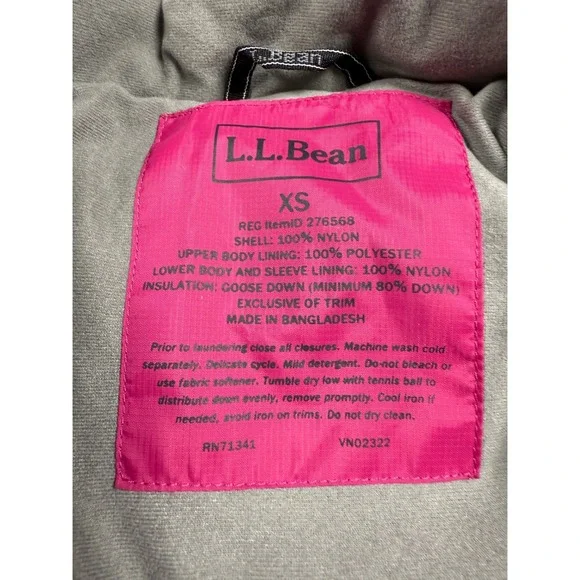 L.L.Bean
L.L.Bean
XS
REG ItemID 276568
SHELL: 100% NYLON
UPPER BODY LINING: 100% POLYESTER
LOWER BODY AND SLEEVE LINING: 100% NYLON
INSULATION: GOOSE DOWN (MINIMUM 80% DOWN)
EXCLUSIVE OF TRIM
MADE IN BANGLADESH
Prior to laundering close all closures. Machine wash cold
separately. Delicate cycle. Mild detergent. Do not bleach or
use fabric softener. Tumble dry low with tennis ball to
distribute down evenly, remove promptly. Cool iron if
needed, avoid iron on trims. Do not dry clean.
RN71341 VN02322